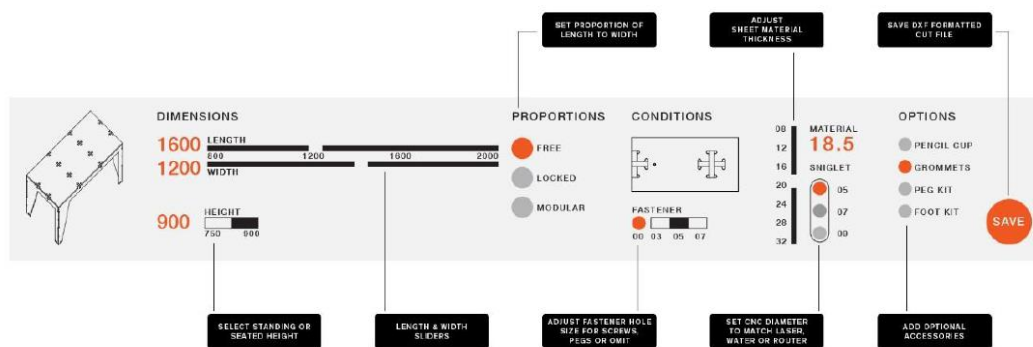 SET PROPORTION OF
LENGTH TO WIDTH
ADJUST
SHEET MATERIAL
THICKNESS
SAVE DXF FORMATTED
CUT FILE
DIMENSIONS
1600 LENGTH
800 1200 1600 2000
1200 WIDTH
HEIGHT
900
750 900
PROPORTIONS
FREE
LOCKED
MODULAR
CONDITIONS
FASTENER
00 03 05 07
08
12
16
20
24
28
32
MATERIAL
18.5
SNIGLET
05
07
09
OPTIONS
PENCIL CUP
GROMMETS
PEG KIT
FOOT KIT
SAVE
SELECT STANDING OR
SEATED HEIGHT
LENGTH & WIDTH
SLIDERS
ADJUST FASTENER HOLE
SIZE FOR SCREWS,
PEGS OR OMIT
SET CNC DIAMETER
TO MATCH LASER,
WATER OR ROUTER
ADD OPTIONAL
ACCESSORIES